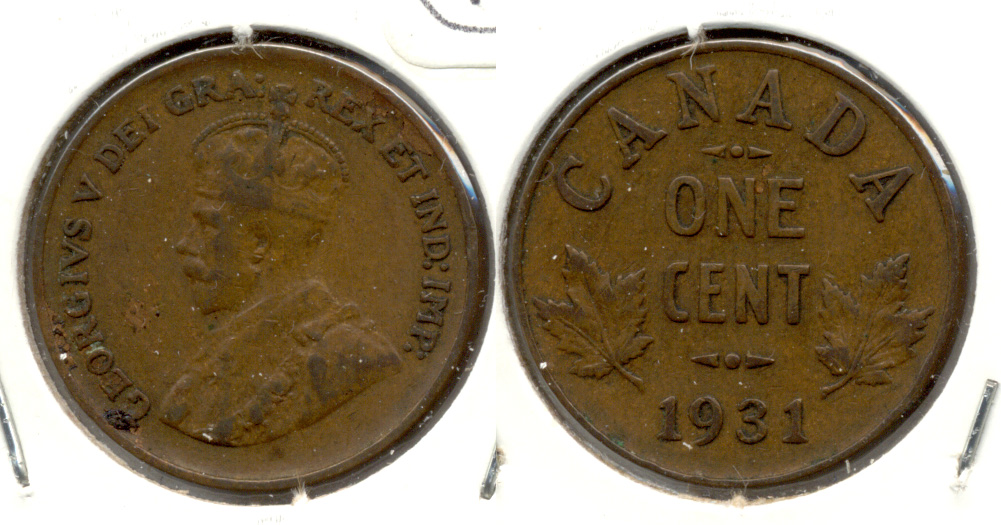 GEORGIVS V DEI GRA: REX ET IND: IMP:
CANADA
ONE
CENT
1931